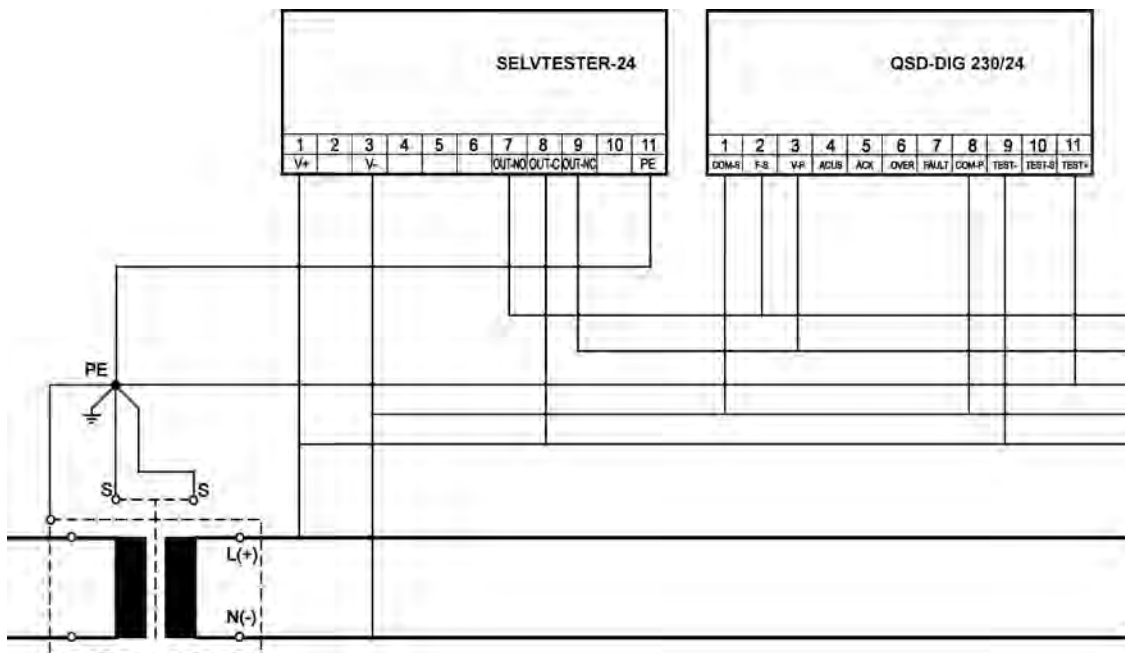 SELVTESTER-24
1 2 3 4 5 6 7 8 9 10 11
V+ V- OUT-NO OUT-C OUT-NC PE
QSD-DIG 230/24
1 2 3 4 5 6 7 8 9 10 11
COM-S F-S V-F ACUS ACK OVER FAULT COM-P TEST- TEST-S TEST+
PE
S S
L(+)
N(-)